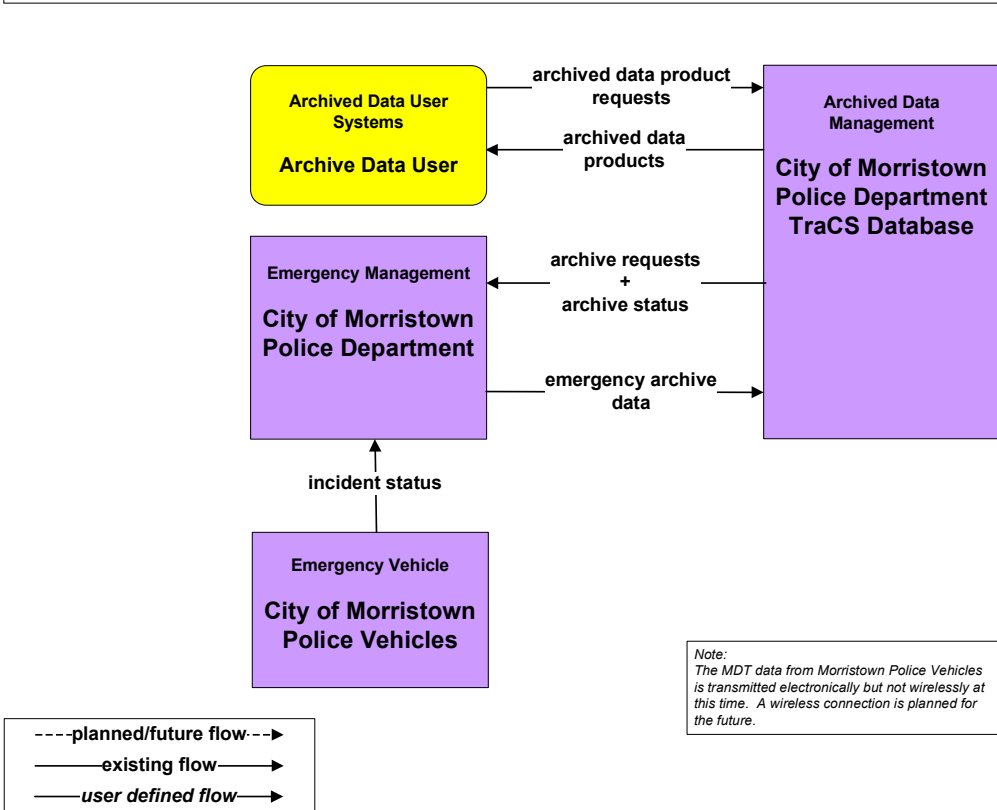 Archived Data User
Systems
Archive Data User
archived data product
requests
archived data
products
Archived Data
Management
City of Morristown
Police Department
TraCS Database
Emergency Management
City of Morristown
Police Department
archive requests
+
archive status
emergency archive
data
incident status
Emergency Vehicle
City of Morristown
Police Vehicles
Note:
The MDT data from Morristown Police Vehicles
is transmitted electronically but not wirelessly at
this time.  A wireless connection is planned for
the future.
planned/future flow
existing flow
user defined flow